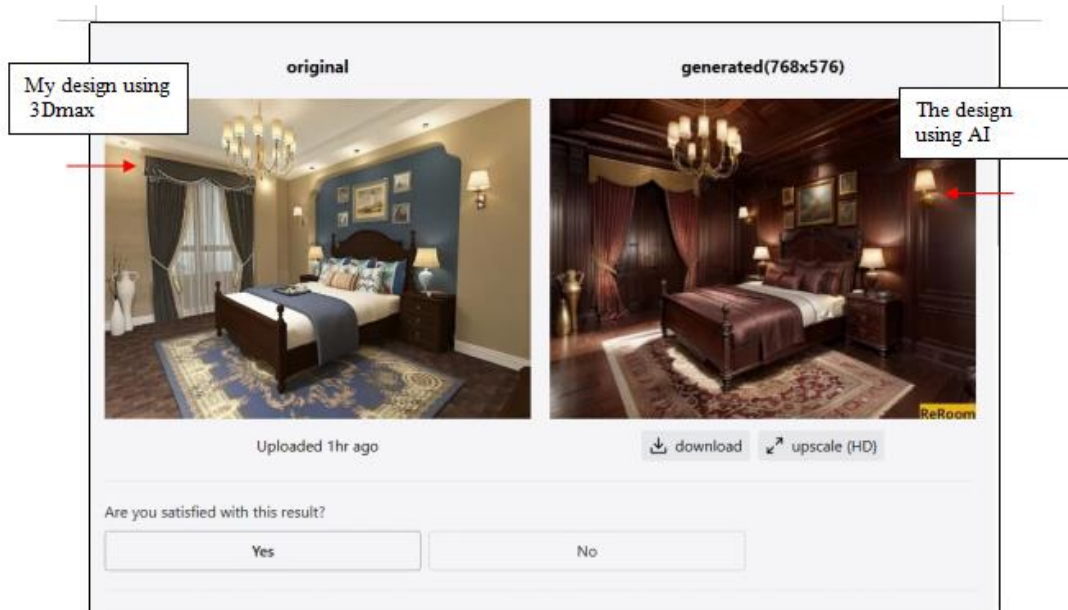 original
generated(768x576)
My design using
3Dmax
The design
using AI
ReRoom
Uploaded 1hr ago
download
upscale (HD)
Are you satisfied with this result?
Yes
No